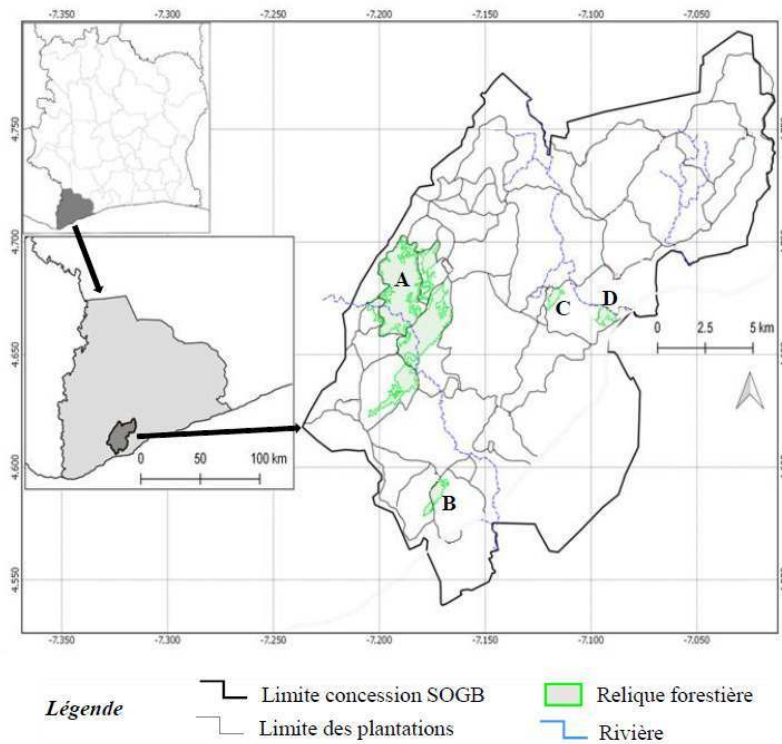 -7.350 -7.300 -7.250 -7.200 -7.150 -7.100 -7.050
4.750
4.700
A
C D
0 2.5 5 km
4.650
0 50 100 km
4.600
B
4.550
-7.350 -7.300 -7.250 -7.200 -7.150 -7.100 -7.050
Légende
Limite concession SOGB
Relique forestière
Limite des plantations
Rivière